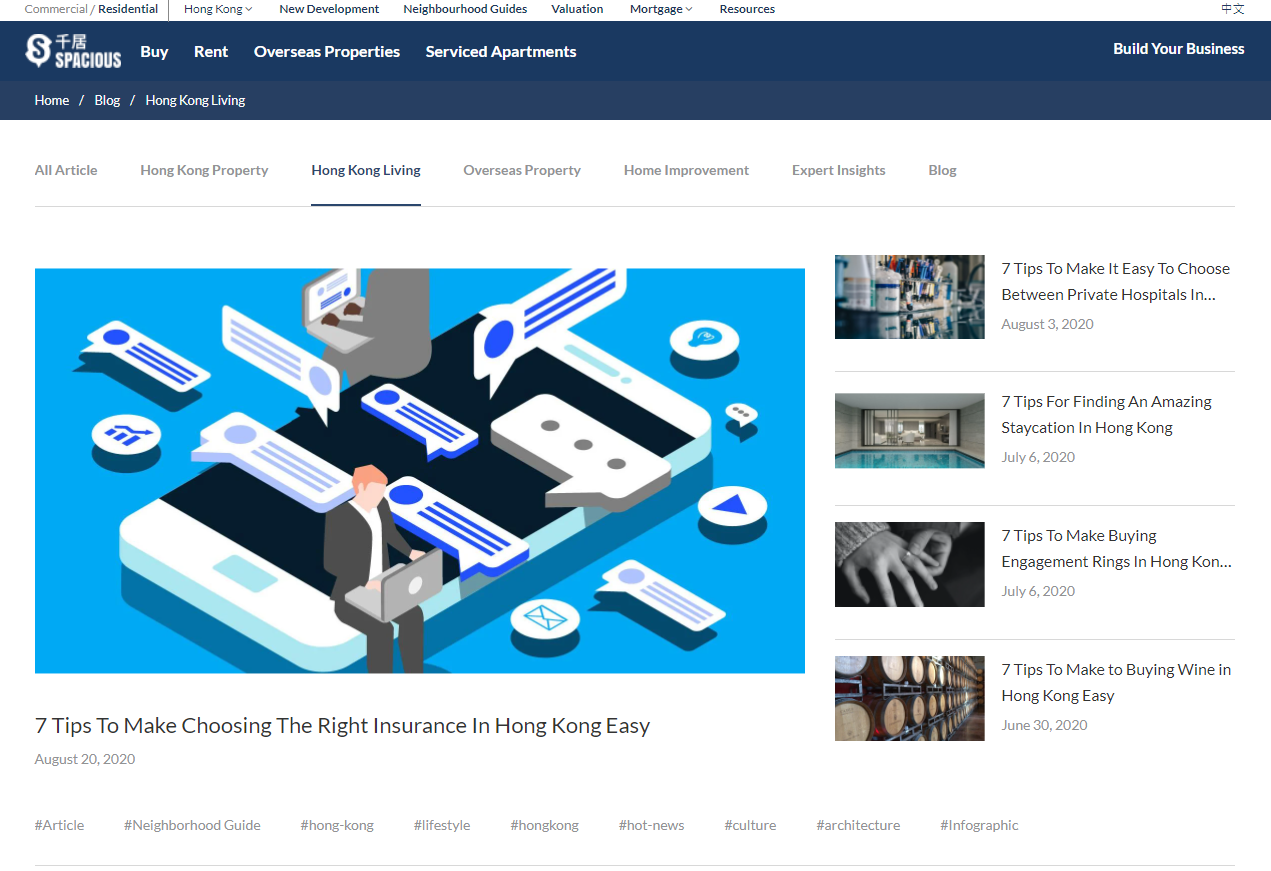 Commercial / Residential
Hong Kong
New Development
Neighbourhood Guides
Valuation
Mortgage
Resources
中文
千居
SPACIOUS
Buy
Rent
Overseas Properties
Serviced Apartments
Build Your Business
Home / Blog / Hong Kong Living
All Article
Hong Kong Property
Hong Kong Living
Overseas Property
Home Improvement
Expert Insights
Blog
7 Tips To Make Choosing The Right Insurance In Hong Kong Easy
August 20, 2020
7 Tips To Make It Easy To Choose
Between Private Hospitals In...
August 3, 2020
7 Tips For Finding An Amazing
Staycation In Hong Kong
July 6, 2020
7 Tips To Make Buying
Engagement Rings In Hong Kon...
July 6, 2020
7 Tips To Make to Buying Wine in
Hong Kong Easy
June 30, 2020
#Article
#Neighborhood Guide
#hong-kong
#lifestyle
#hongkong
#hot-news
#culture
#architecture
#Infographic